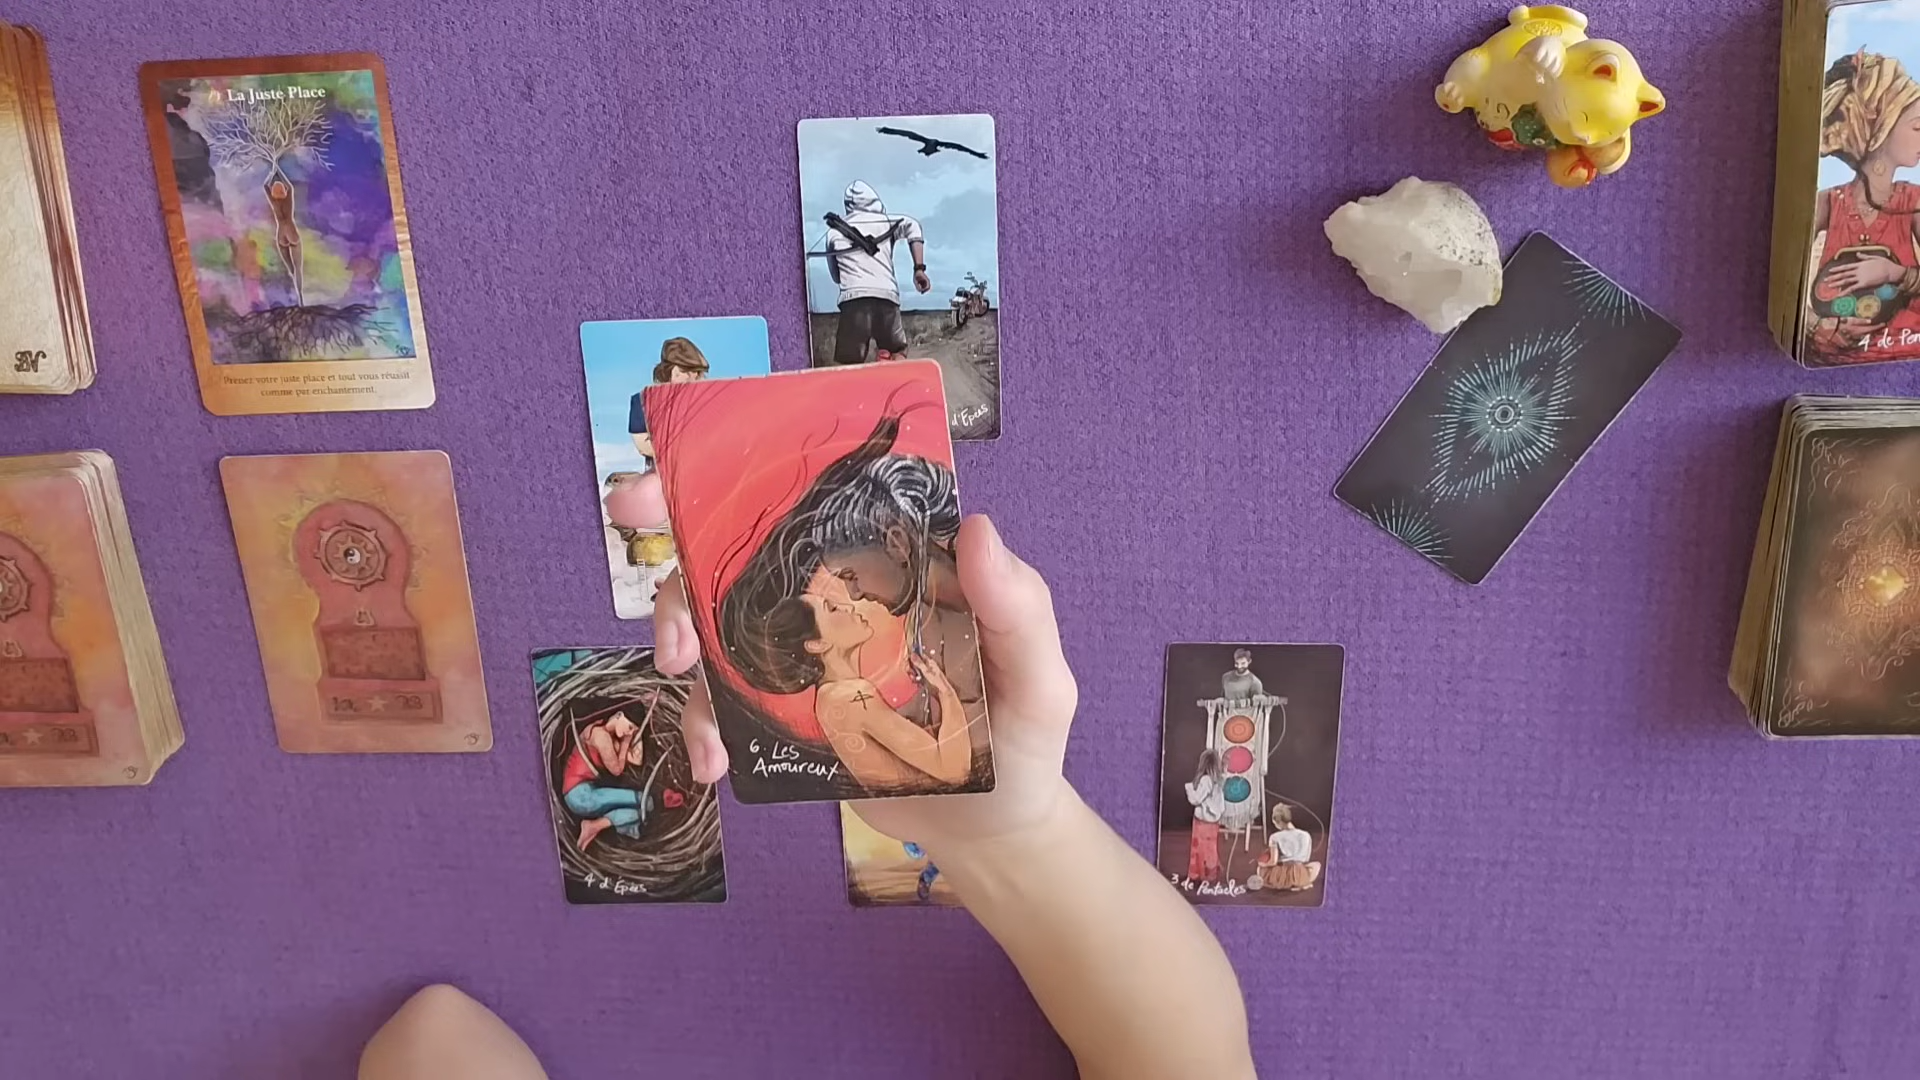 La Juste Place
Prenez votre juste place et tout vous réussit
comme par enchantement.
d'Épées
4 de
6. Les
Amoureux
4 d'Épées
3 de Pentacles